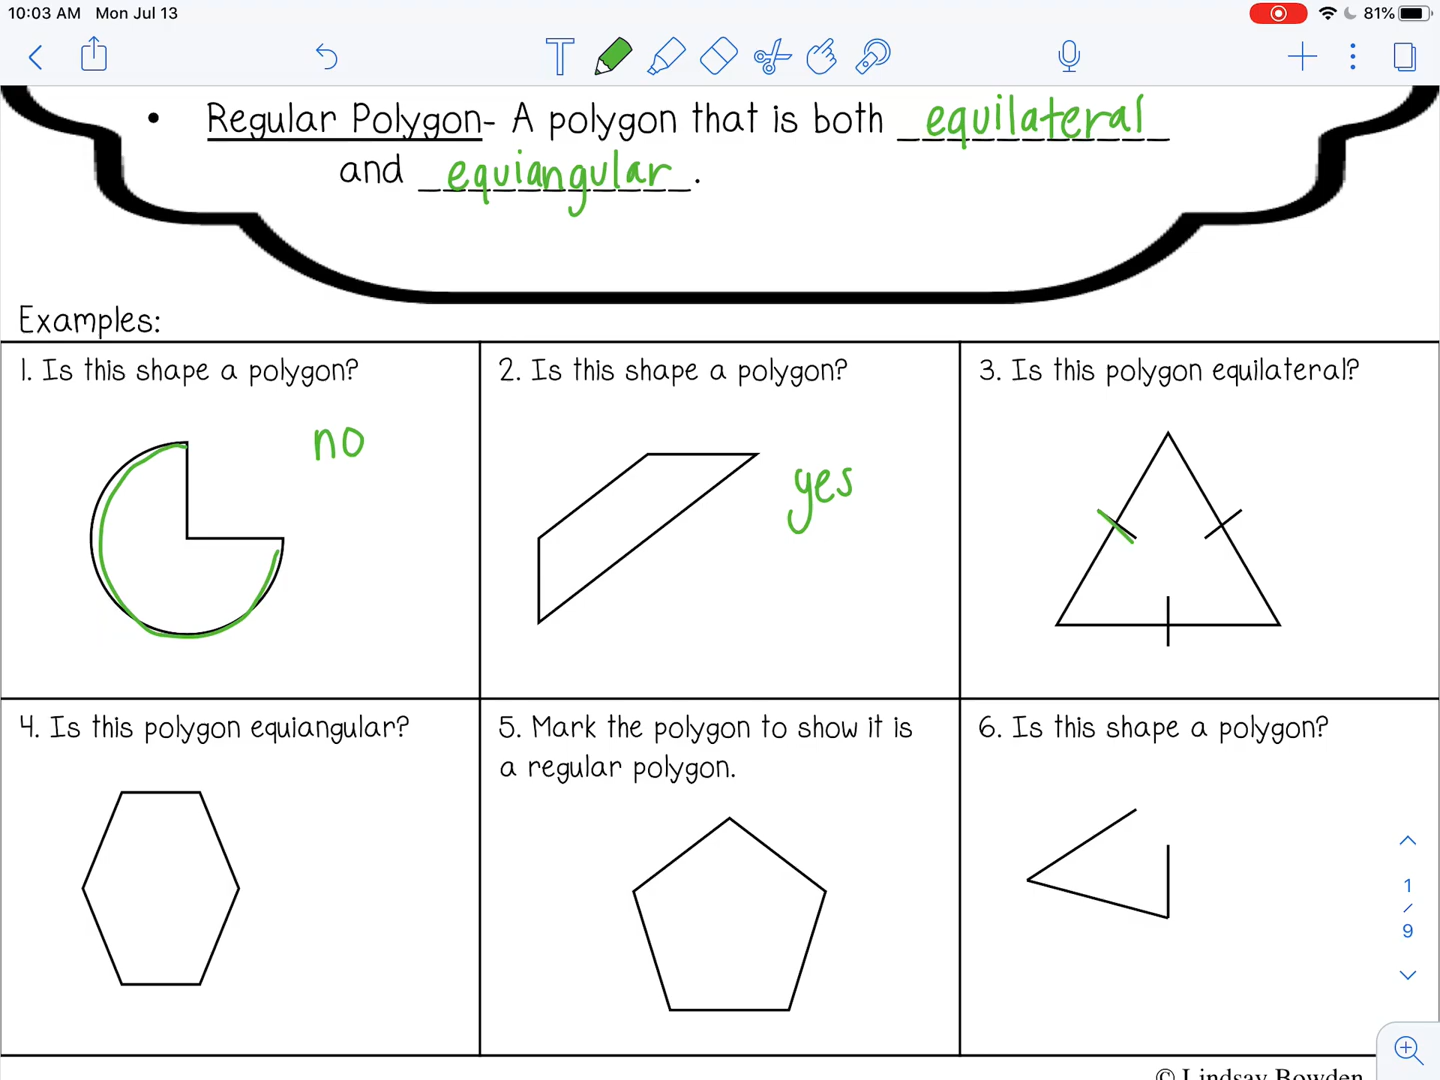 10:03 AM Mon Jul 13
81%
• Regular Polygon- A polygon that is both equilateral
and equiangular.
Examples:
1. Is this shape a polygon?
no
2. Is this shape a polygon?
yes
3. Is this polygon equilateral?
4. Is this polygon equiangular?
5. Mark the polygon to show it is
a regular polygon.
6. Is this shape a polygon?
1
/
9
© Lindsay Bowden